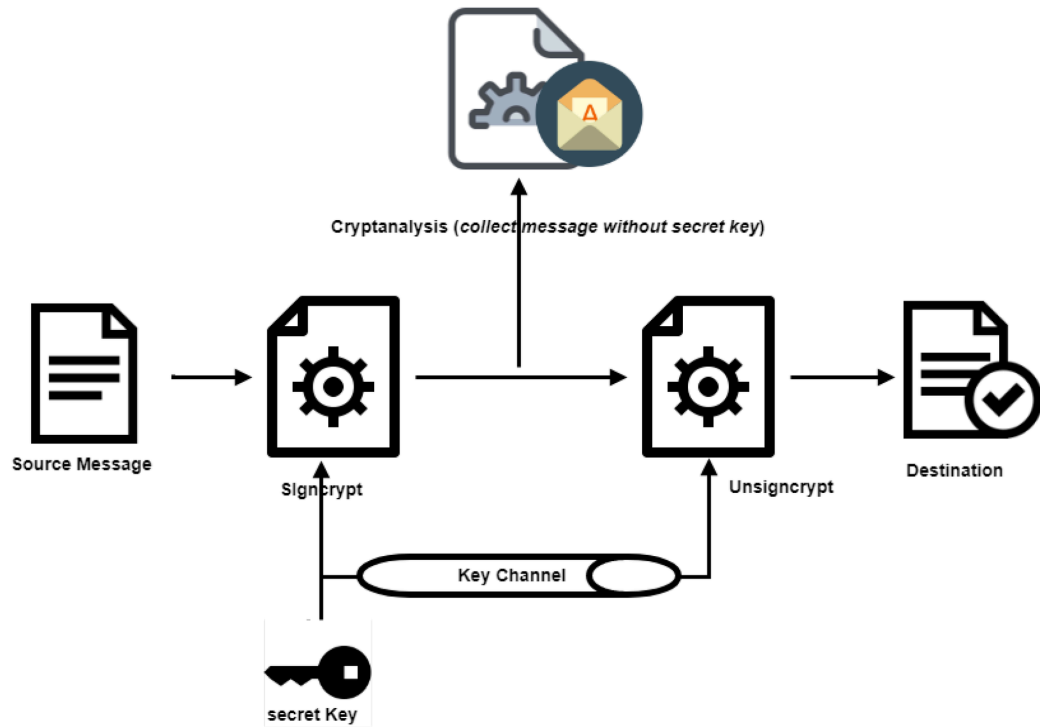 A
Cryptanalysis (collect message without secret key)
Source Message
SIgncrypt
Unsigncrypt
Destination
Key Channel
secret Key